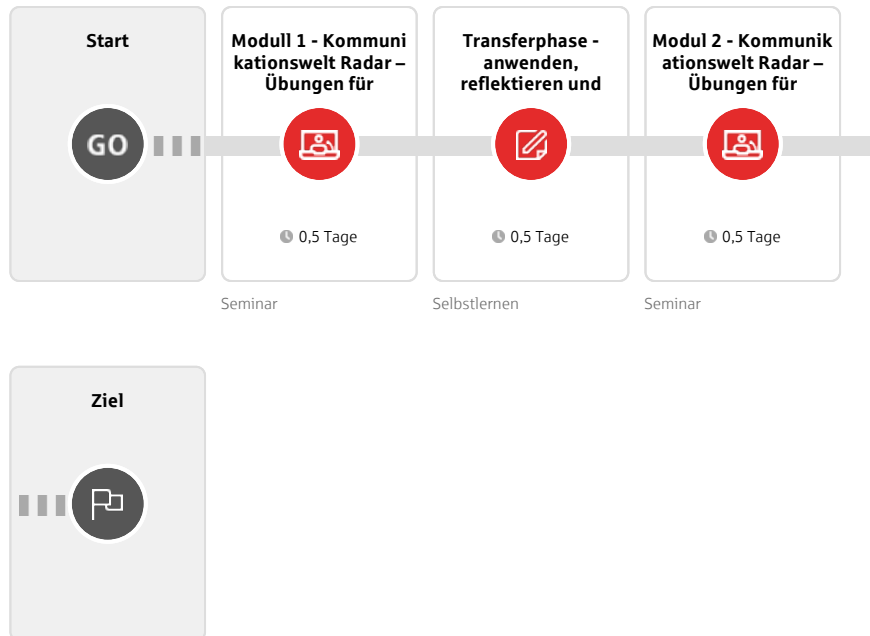 Start
Modull 1 - Kommuni
kationswelt Radar –
Übungen für
Transferphase -
anwenden,
reflektieren und
Modul 2 - Kommunik
ationswelt Radar –
Übungen für
GO
0,5 Tage
0,5 Tage
0,5 Tage
Seminar
Selbstlernen
Seminar
Ziel